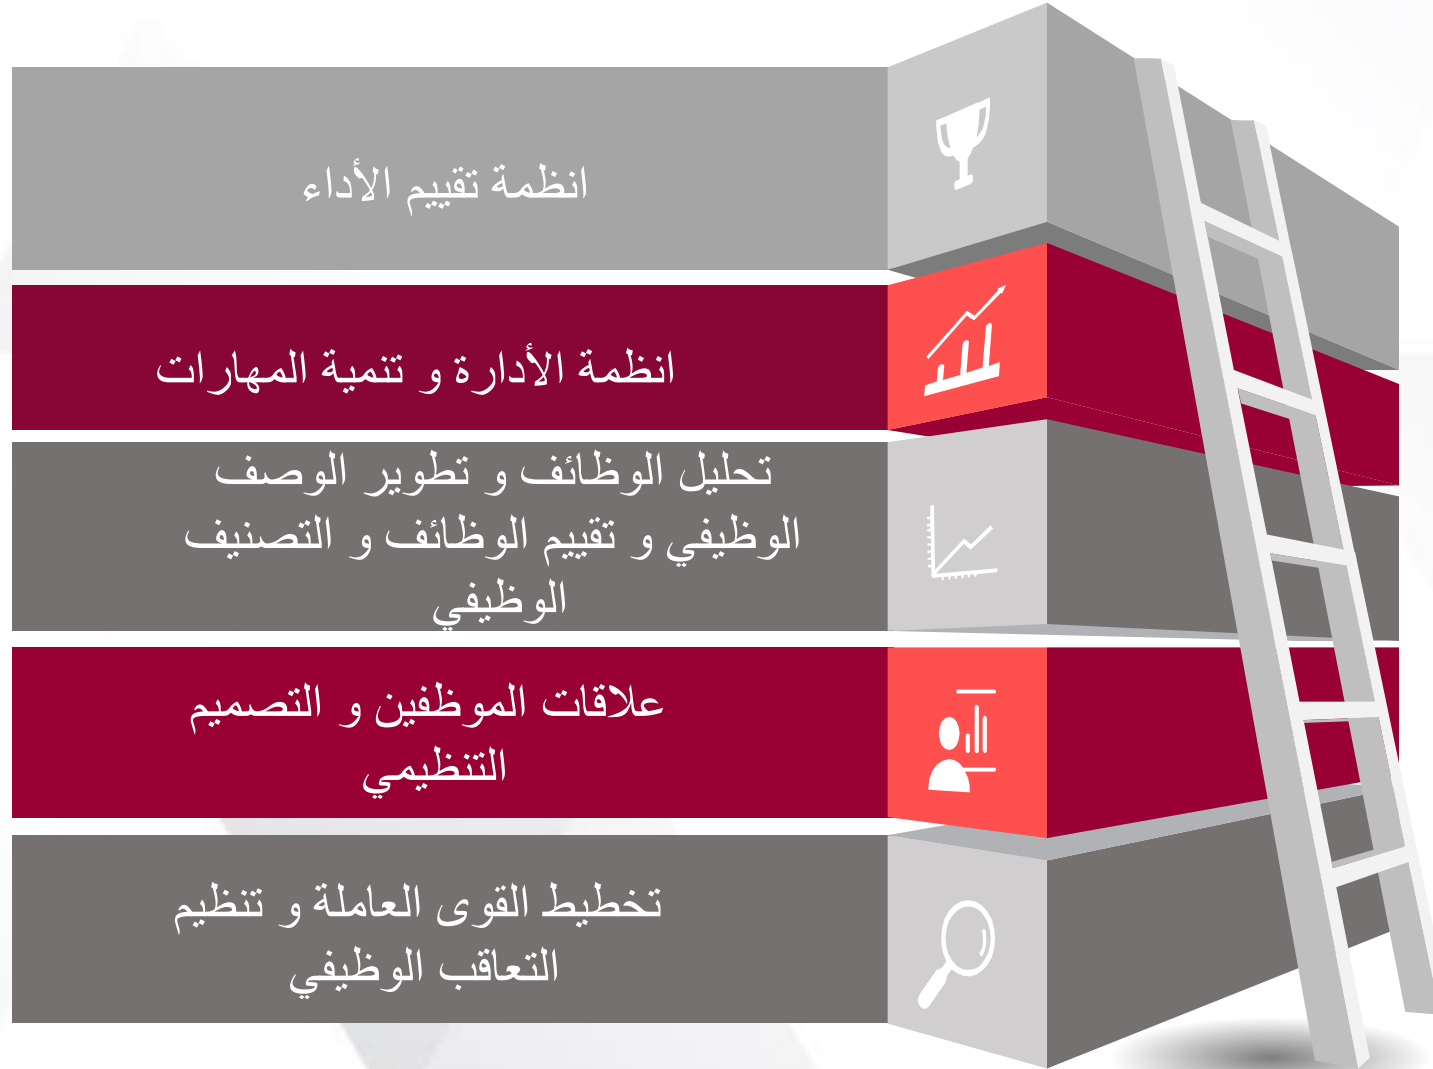 انظمة تقييم الأداء
انظمة الأدارة و تنمية المهارات
تحليل الوظائف و تطوير الوصف
الوظيفي و تقييم الوظائف و التصنيف
الوظيفي
علاقات الموظفين و التصميم
التنظيمي
تخطيط القوى العاملة و تنظيم
التعاقب الوظيفي